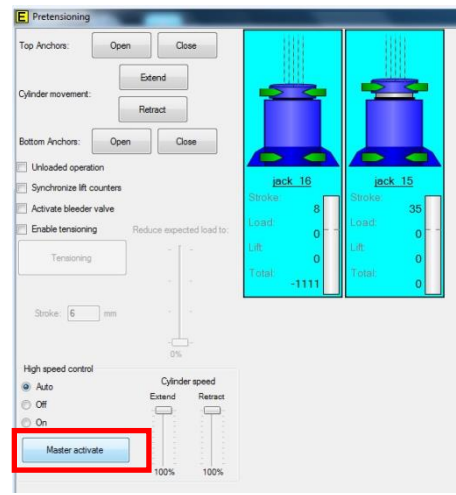 E Pretensioning
Top Anchors: Open Close
Cylinder movement: Extend
Retract
Bottom Anchors: Open Close
Unloaded operation
Synchronize lift counters
Activate bleeder valve
Enable tensioning Reduce expected load to:
Tensioning
Stroke: 6 mm
0%
High speed control
Auto
Off
On
Master activate
Cylinder speed
Extend Retract
100% 100%
jack 16
Stroke: 8
Load: 0
Lift: 0
Total: -1111
jack 15
Stroke: 35
Load: 0
Lift: 0
Total: 0